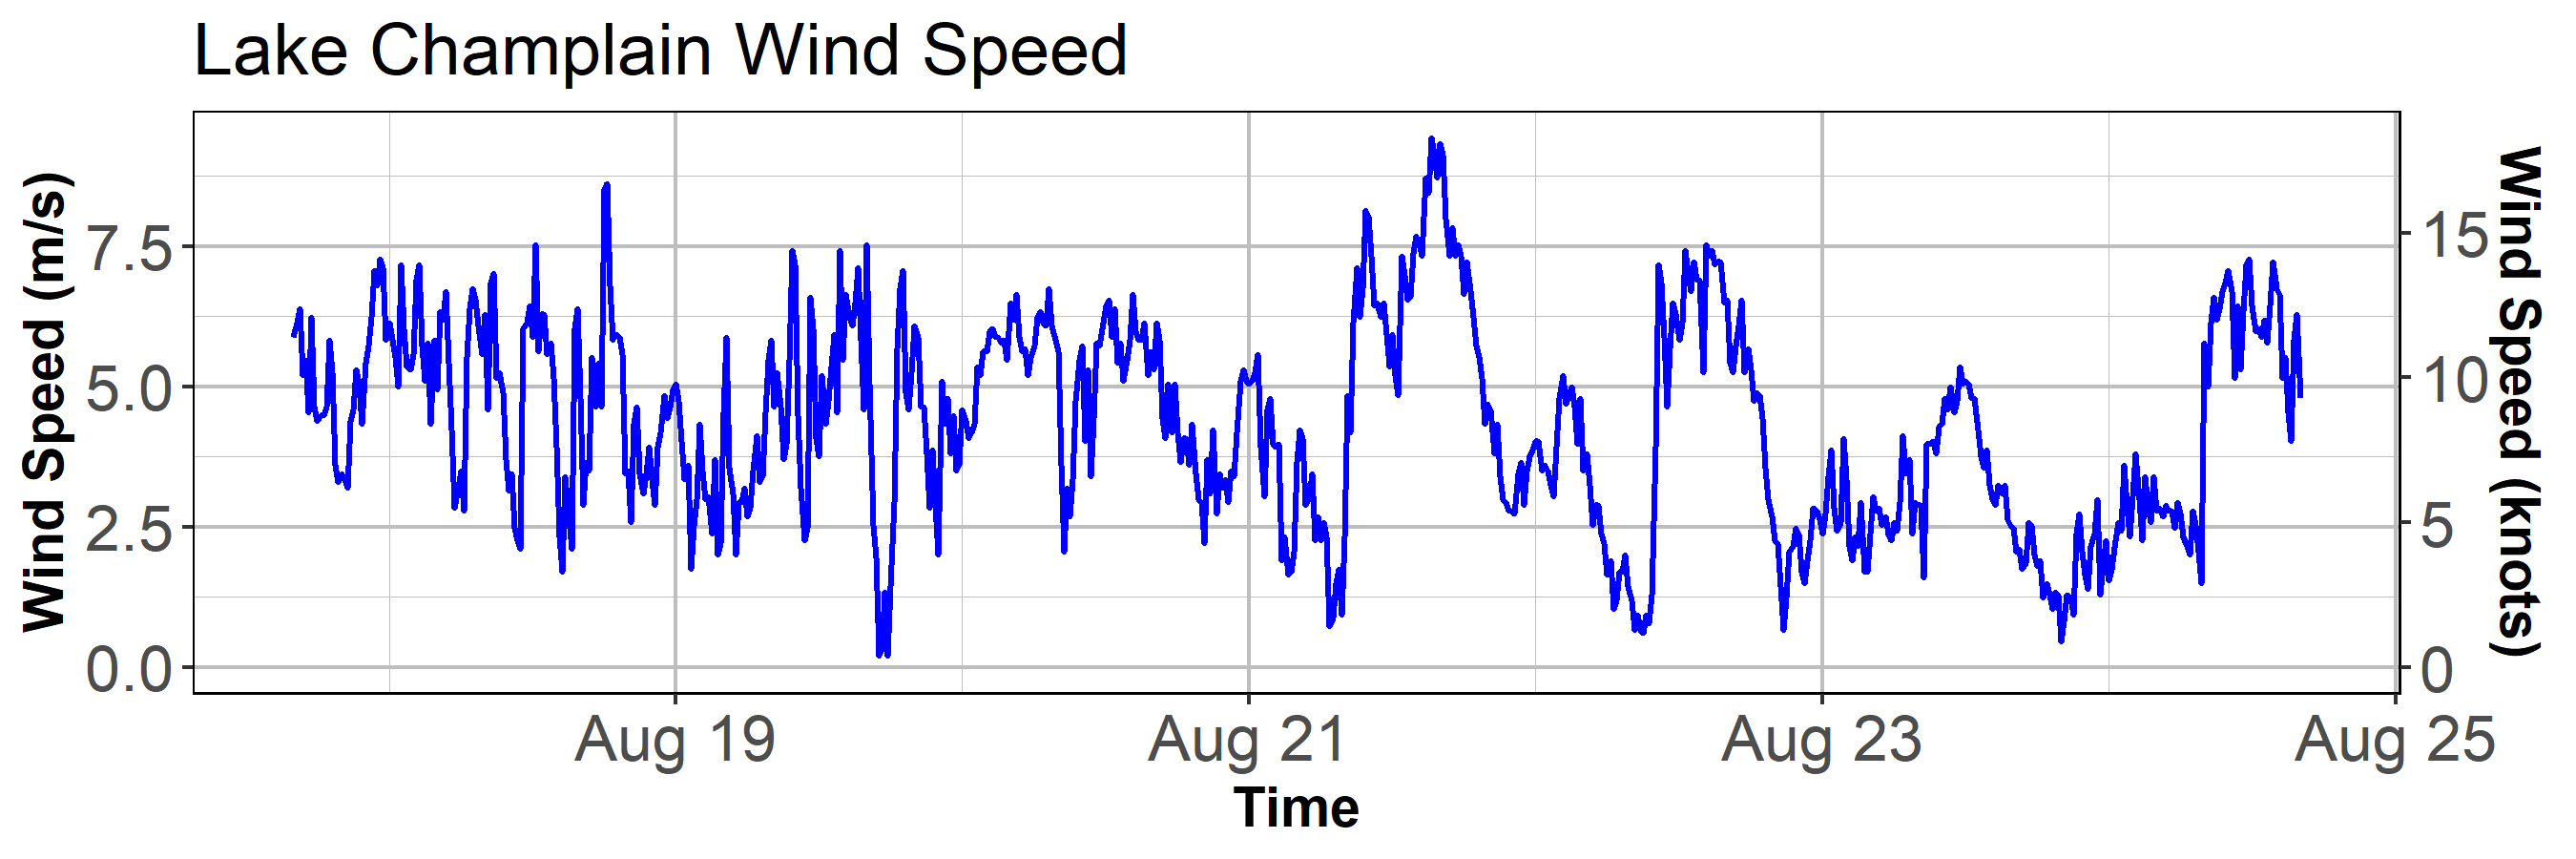 Lake Champlain Wind Speed
Wind Speed (m/s)
7.5
5.0
2.5
0.0
Wind Speed (knots)
15
10
5
0
Aug 19
Aug 21
Aug 23
Aug 25
Time